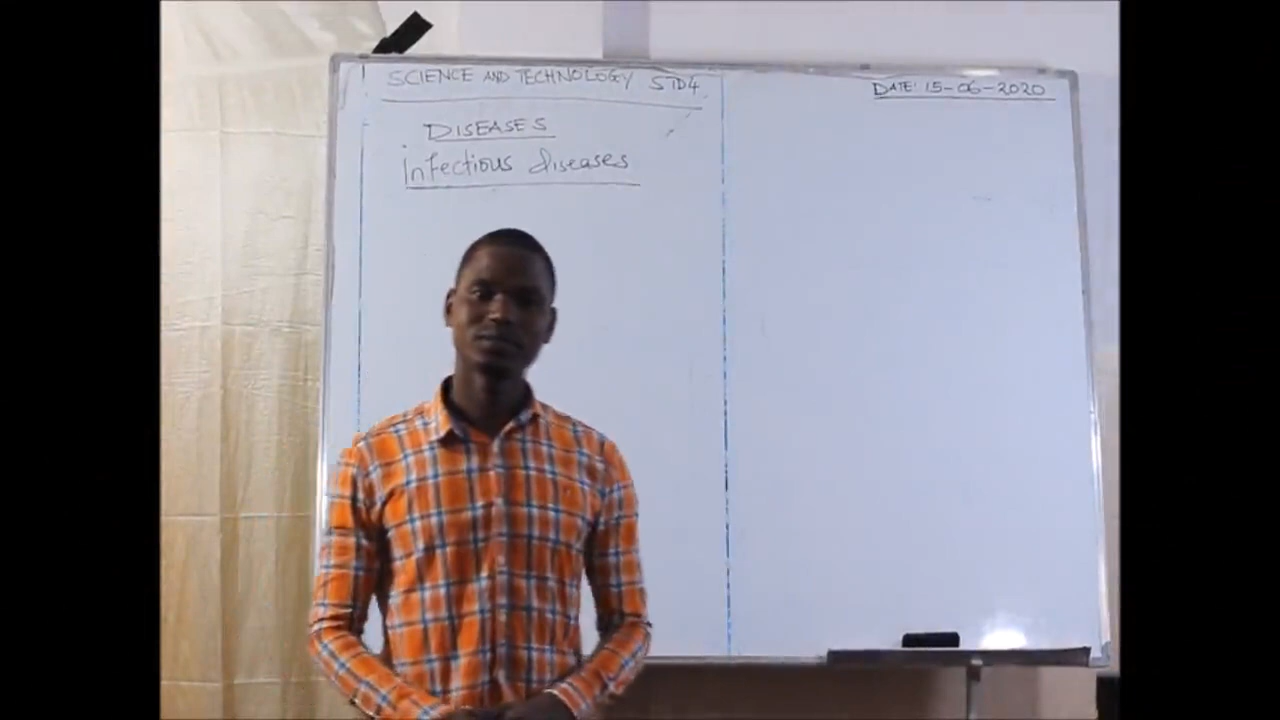 SCIENCE AND TECHNOLOGY STD4
DATE: 15-06-2020
DISEASES
infectious diseases